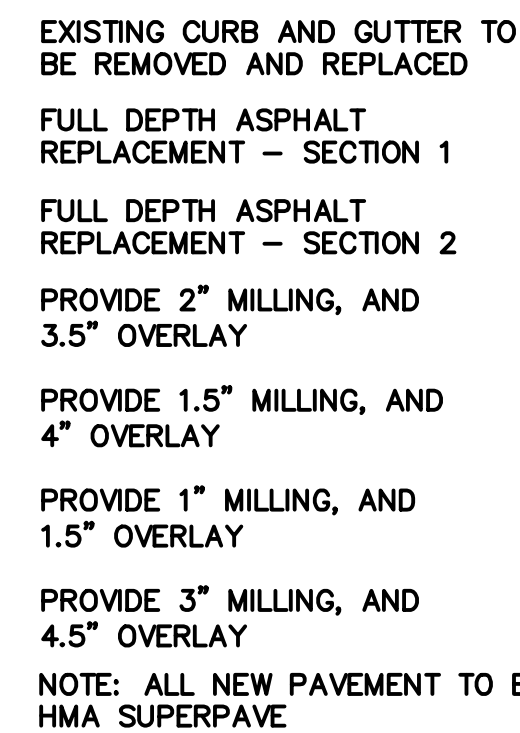 EXISTING CURB AND GUTTER TO
BE REMOVED AND REPLACED
FULL DEPTH ASPHALT
REPLACEMENT – SECTION 1
FULL DEPTH ASPHALT
REPLACEMENT – SECTION 2
PROVIDE 2" MILLING, AND
3.5" OVERLAY
PROVIDE 1.5" MILLING, AND
4" OVERLAY
PROVIDE 1" MILLING, AND
1.5" OVERLAY
PROVIDE 3" MILLING, AND
4.5" OVERLAY
NOTE: ALL NEW PAVEMENT TO
HMA SUPERPAVE